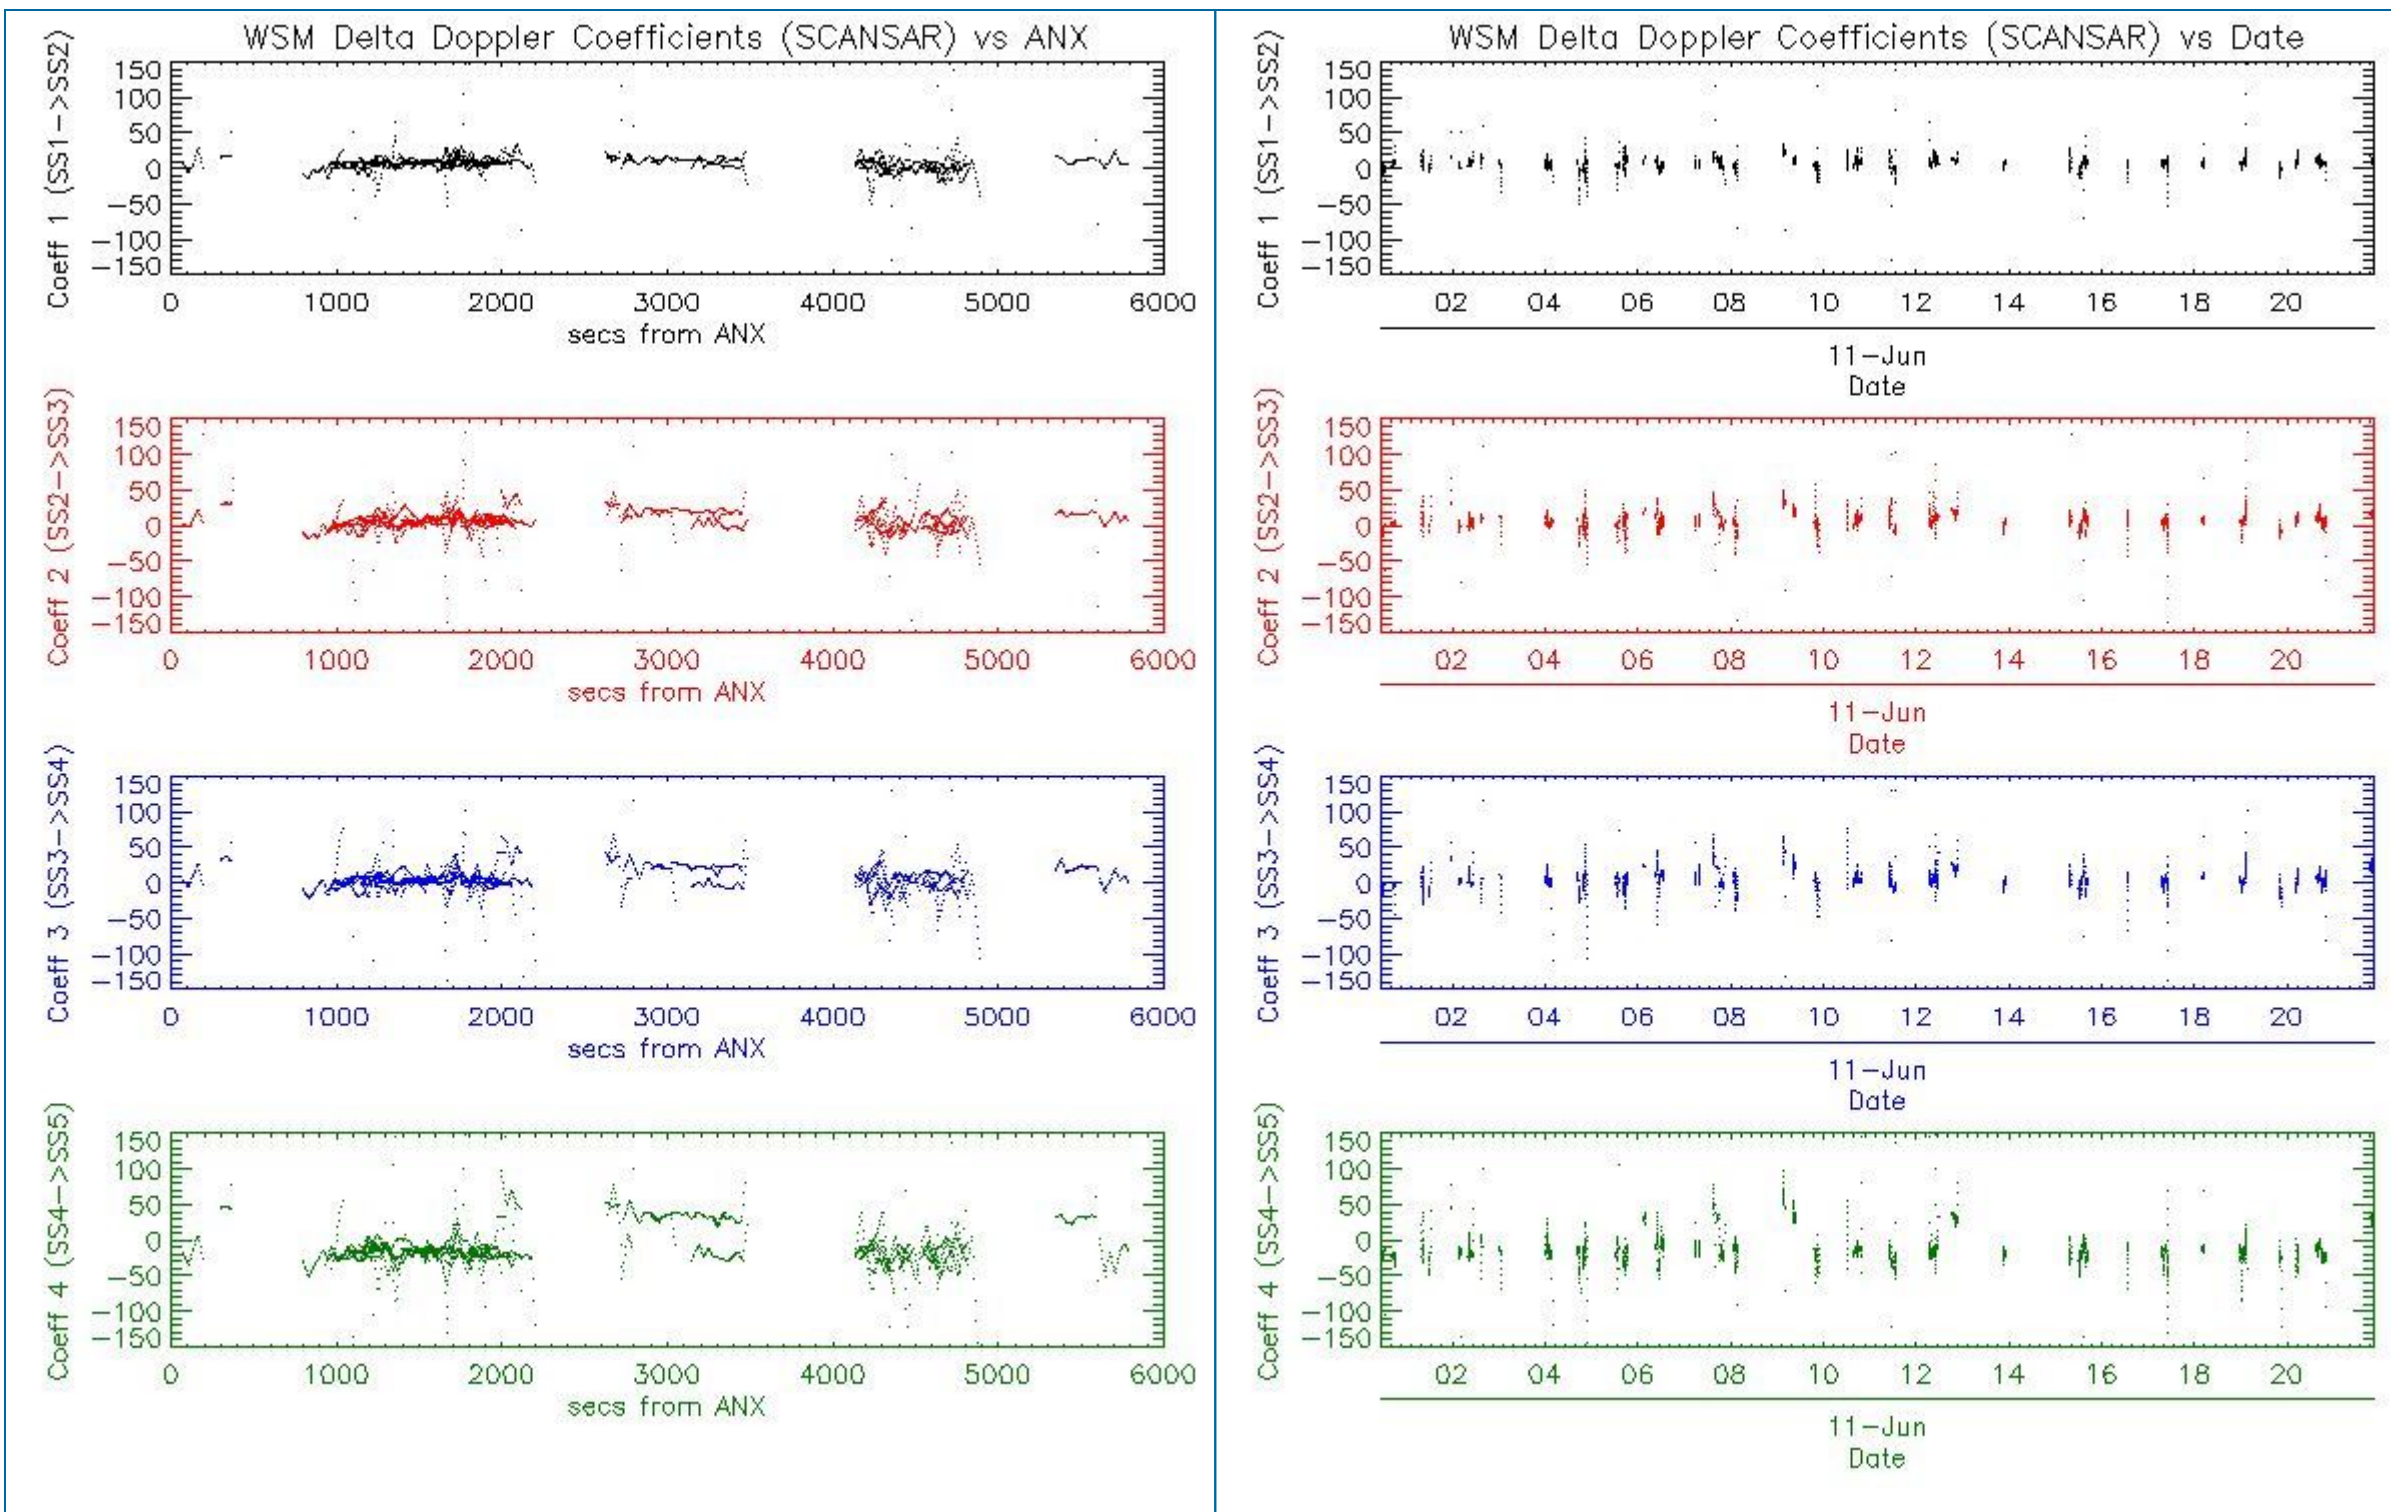 WSM Delta Doppler Coefficients (SCANSAR) vs ANX
Coeff 1 (SS1->SS2)
150
100
50
0
-50
-100
-150
0 1000 2000 3000 4000 5000 6000
secs from ANX
Coeff 2 (SS2->SS3)
150
100
50
0
-50
-100
-150
0 1000 2000 3000 4000 5000 6000
secs from ANX
Coeff 3 (SS3->SS4)
150
100
50
0
-50
-100
-150
0 1000 2000 3000 4000 5000 6000
secs from ANX
Coeff 4 (SS4->SS5)
150
100
50
0
-50
-100
-150
0 1000 2000 3000 4000 5000 6000
secs from ANX
WSM Delta Doppler Coefficients (SCANSAR) vs Date
Coeff 1 (SS1->SS2)
150
100
50
0
-50
-100
-150
02 04 06 08 10 12 14 16 18 20
11-Jun
Date
Coeff 2 (SS2->SS3)
150
100
50
0
-50
-100
-150
02 04 06 08 10 12 14 16 18 20
11-Jun
Date
Coeff 3 (SS3->SS4)
150
100
50
0
-50
-100
-150
02 04 06 08 10 12 14 16 18 20
11-Jun
Date
Coeff 4 (SS4->SS5)
150
100
50
0
-50
-100
-150
02 04 06 08 10 12 14 16 18 20
11-Jun
Date